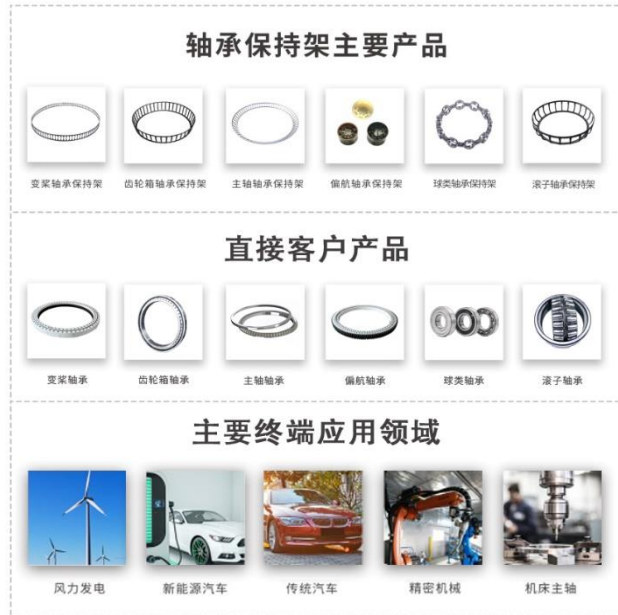 轴承保持架主要产品
变桨轴承保持架 齿轮箱轴承保持架 主轴轴承保持架 偏航轴承保持架 球类轴承保持架 滚子轴承保持架
直接客户产品
变桨轴承 齿轮箱轴承 主轴轴承 偏航轴承 球类轴承 滚子轴承
主要终端应用领域
风力发电 新能源汽车 传统汽车 精密机械 机床主轴